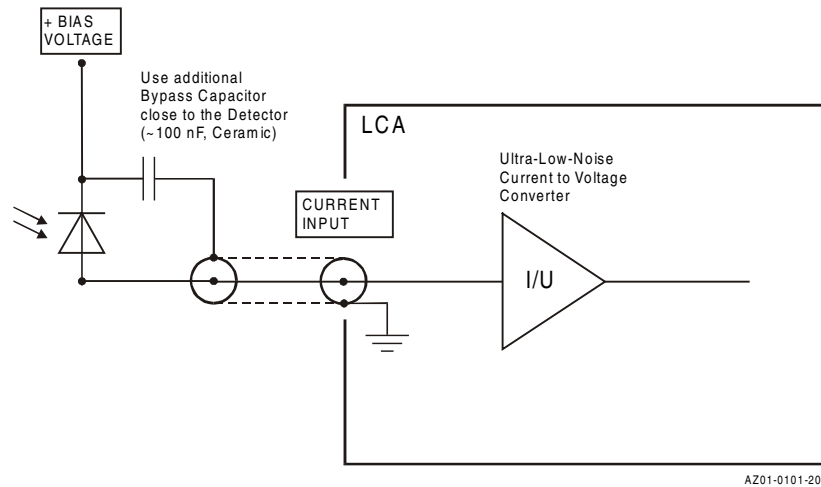 + BIAS
VOLTAGE
Use additional
Bypass Capacitor
close to the Detector
(~100 nF, Ceramic)
LCA
CURRENT
INPUT
Ultra-Low-Noise
Current to Voltage
Converter
I/U
AZ01-0101-20